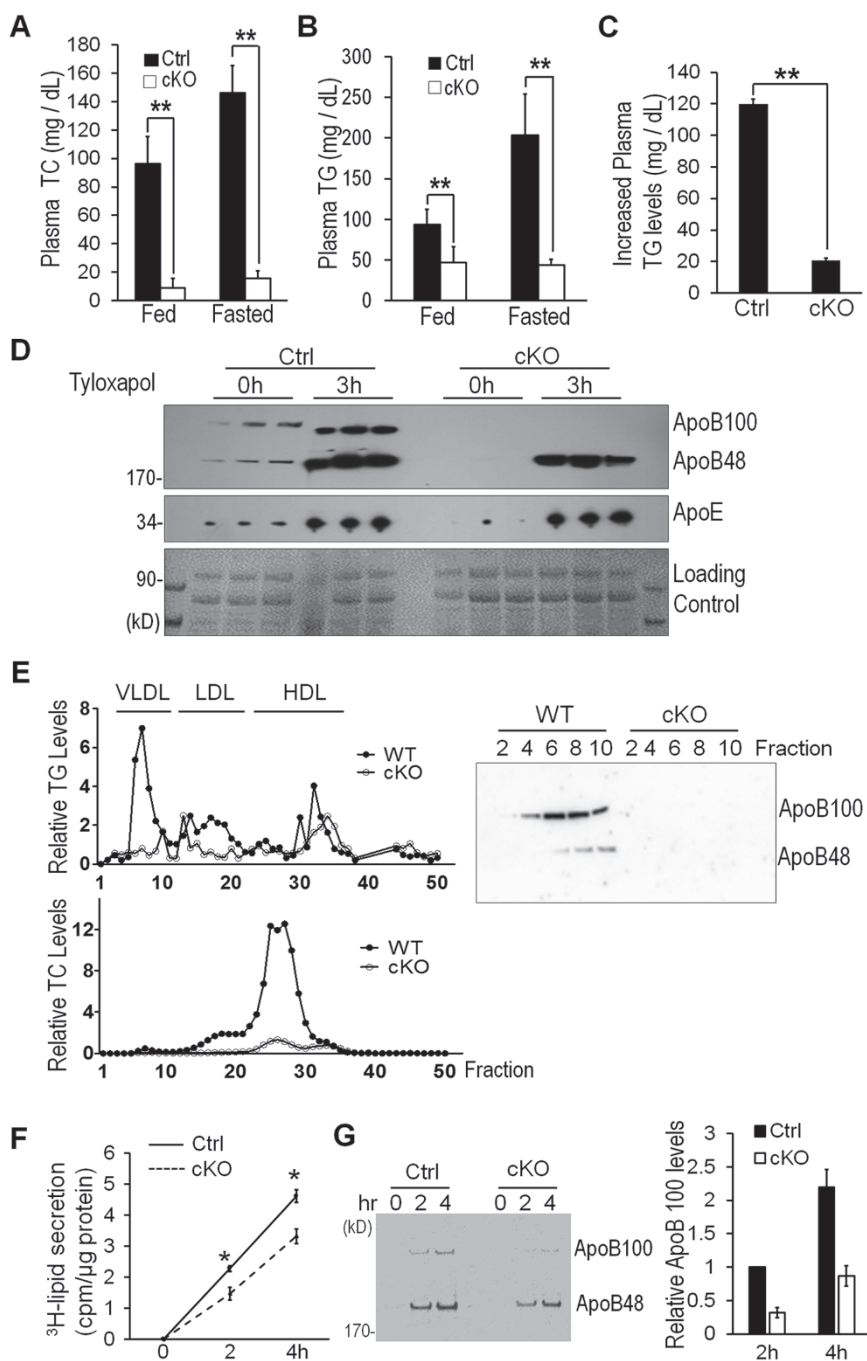 A
Plasma TC (mg / dL)
180
160
140
120
100
80
60
40
20
0
Ctrl
cKO
**
**
Fed
Fasted
B
Plasma TG (mg / dL)
300
250
200
150
100
50
0
Ctrl
cKO
**
**
Fed
Fasted
C
Increased Plasma
TG levels (mg / dL)
140
120
100
80
60
40
20
0
**
Ctrl
cKO
D
Ctrl
cKO
Tyloxapol
0h
3h
0h
3h
ApoB100
ApoB48
170-
34-
ApoE
90-
Loading
Control
(kD)
E
VLDL
LDL
HDL
Relative TG Levels
8
6
4
2
0
WT
cKO
1
10
20
30
40
50
WT
cKO
2 4 6 8 10
2 4 6 8 10
Fraction
ApoB100
ApoB48
Relative TC Levels
12
8
4
0
WT
cKO
1
10
20
30
40
50
Fraction
F
³H-lipid secretion
(cpm/μg protein)
6
5
4
3
2
1
0
Ctrl
cKO
*
*
0
2
4h
G
Ctrl
cKO
hr
0 2 4
0 2 4
(kD)
ApoB100
ApoB48
170-
Relative ApoB 100 levels
3
2.5
2
1.5
1
0.5
0
Ctrl
cKO
2h
4h